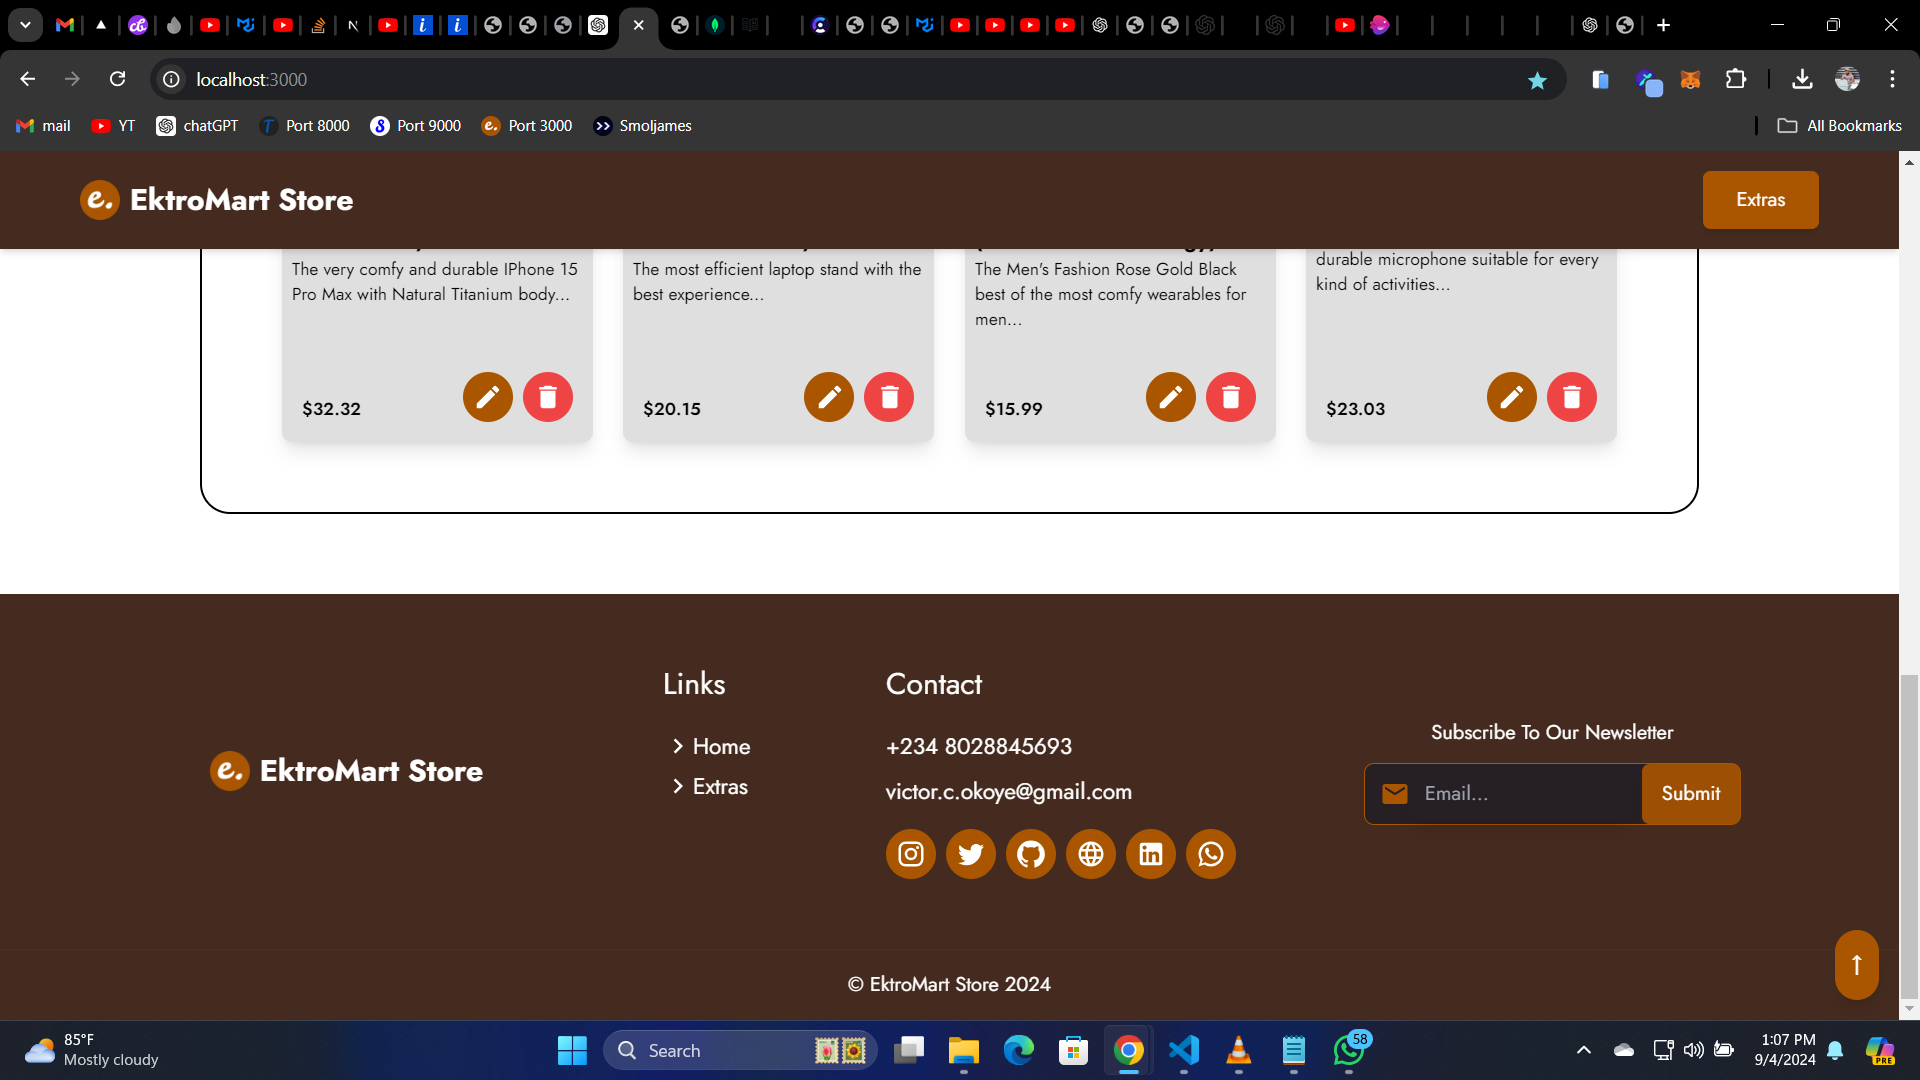 localhost:3000
mail
YT
chatGPT
Port 8000
Port 9000
Port 3000
Smoljames
All Bookmarks
e. EktroMart Store
Extras
The very comfy and durable IPhone 15
Pro Max with Natural Titanium body...
$32.32
The most efficient laptop stand with the
best experience...
$20.15
The Men's Fashion Rose Gold Black
best of the most comfy wearables for
men...
$15.99
durable microphone suitable for every
kind of activities...
$23.03
e. EktroMart Store
Links
Home
Extras
Contact
+234 8028845693
victor.c.okoye@gmail.com
Subscribe To Our Newsletter
Email...
Submit
© EktroMart Store 2024
85°F
Mostly cloudy
Search
58
1:07 PM
9/4/2024
PRE